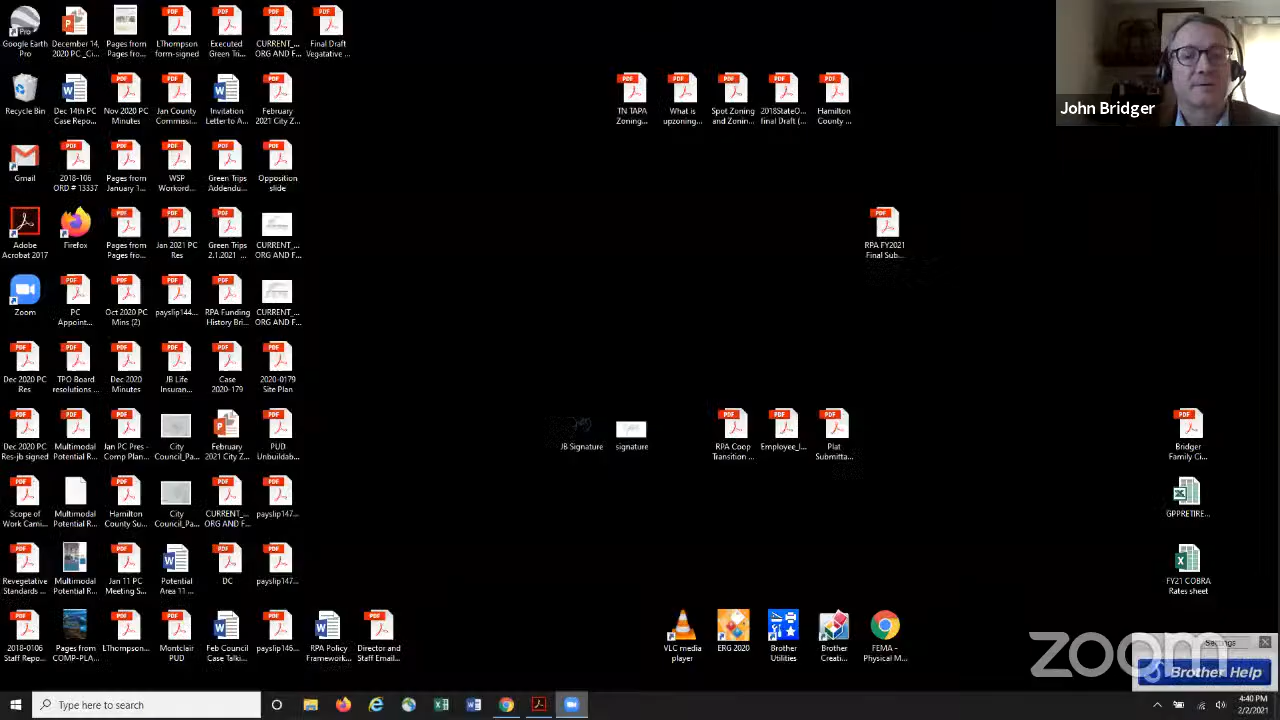 Google Earth
Pro
December 14,
2020 PC _Ci...
Pages from
Pages fro...
LThompson
form-signed
Executed
Green Tri...
CURRENT_...
ORG AND F...
Final Draft
Vegatative ...
John Bridger
Recycle Bin
Dec 14th PC
Case Repo...
Nov 2020 PC
Minutes
Jan County
Commissi...
Invitation
Letter to A...
February
2021 City Z...
TN TAPA
Zoning...
What is
upzoning...
Spot Zoning
and Zonin...
2018StateO...
final Draft (...
Hamilton
County ...
Gmail
2018-106
ORD # 13337
Pages from
January 1...
WSP
Workord...
Green Trips
Addendu...
Opposition
slide
Adobe
Acrobat 2017
Firefox
Pages from
Pages fro...
Jan 2021 PC
Res
Green Trips
2.1.2021 ...
CURRENT_...
ORG AND F...
RPA FY2021
Final Sub...
Zoom
PC
Appoint...
Oct 2020 PC
Mins (2)
payslip144...
RPA Funding
History Bri...
CURRENT_...
ORG AND F...
Dec 2020 PC
Res
TPO Board
resolutions ...
Dec 2020
Minutes
JB Life
Insuran...
Case
2020-179
2020-0179
Site Plan
Dec 2020 PC
Res-jb signed
Multimodal
Potential R...
Jan PC Pres -
Comp Plan...
City
Council_Pa...
February
2021 City Z...
PUD
Unbuildab...
JB Signature
signature
RPA Coop
Transition ...
Employee_I...
Plat
Submitta...
Bridger
Family Ci...
Scope of
Work Cami...
Multimodal
Potential R...
Hamilton
County Su...
City
Council_Pa...
CURRENT_...
ORG AND F...
payslip147...
GPPRETIRE...
Revegetative
Standards ...
Multimodal
Potential R...
Jan 11 PC
Meeting S...
Potential
Area 11 ...
DC
payslip147...
FY21 COBRA
Rates sheet
2018-0106
Staff Repo...
Pages from
COMP-PLA...
LThompson...
Montclair
PUD
Feb Council
Case Talki...
payslip146...
RPA Policy
Framework...
Director and
Staff Email...
VLC media
player
ERG 2020
Brother
Utilities
Brother
Creati...
FEMA -
Physical M...
zoom
Settings
Brother Help
Type here to search
4:40 PM
2/2/2021